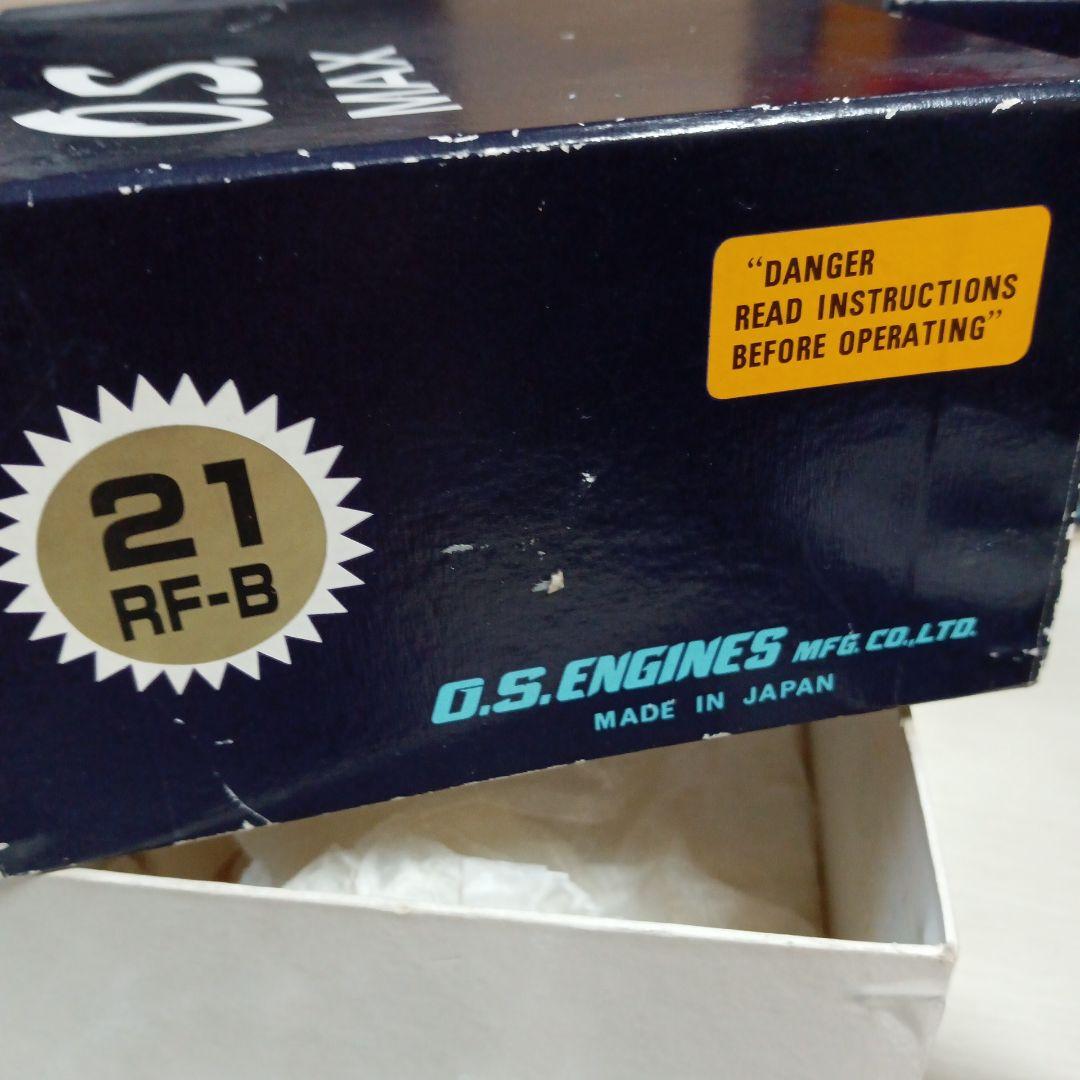 O.S.
MAX
“DANGER
READ INSTRUCTIONS
BEFORE OPERATING”
21
RF-B
O.S.ENGINES MFG. CO.,LTD.
MADE IN JAPAN